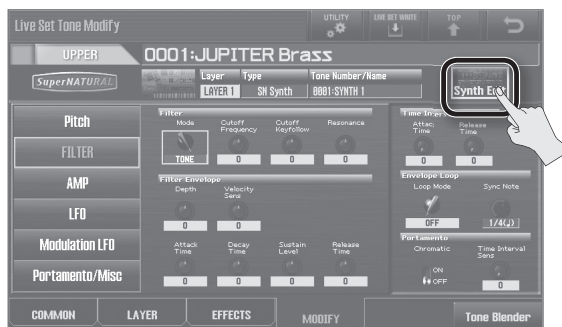 Live Set Tone Modify
UTILITY
LIVE SET WRITE
TOP
UPPER
0001:JUPITER Brass
SuperNATURAL
Layer Type Tone Number/Name
LAYER 1 SN Synth 0001:SYNTH 1
Synth Edit
Pitch
FILTER
AMP
LFO
Modulation LFO
Portamento/Misc
Filter
Mode
Cutoff Frequency
Cutoff Keyfollow
Resonance
TONE 0 0 0
Filter Envelope
Depth
Velocity Sens
0 0
Attack Time
Decay Time
Sustain Level
Release Time
0 0 0 0
Attac; Time
Release Time
0 0
Envelope Loop
Loop Mode Sync Note
OFF 1/4(♩)
Portamento
Chromatic
Time Interval Sens
ON
OFF
0
COMMON LAYER EFFECTS MODIFY Tone Blender